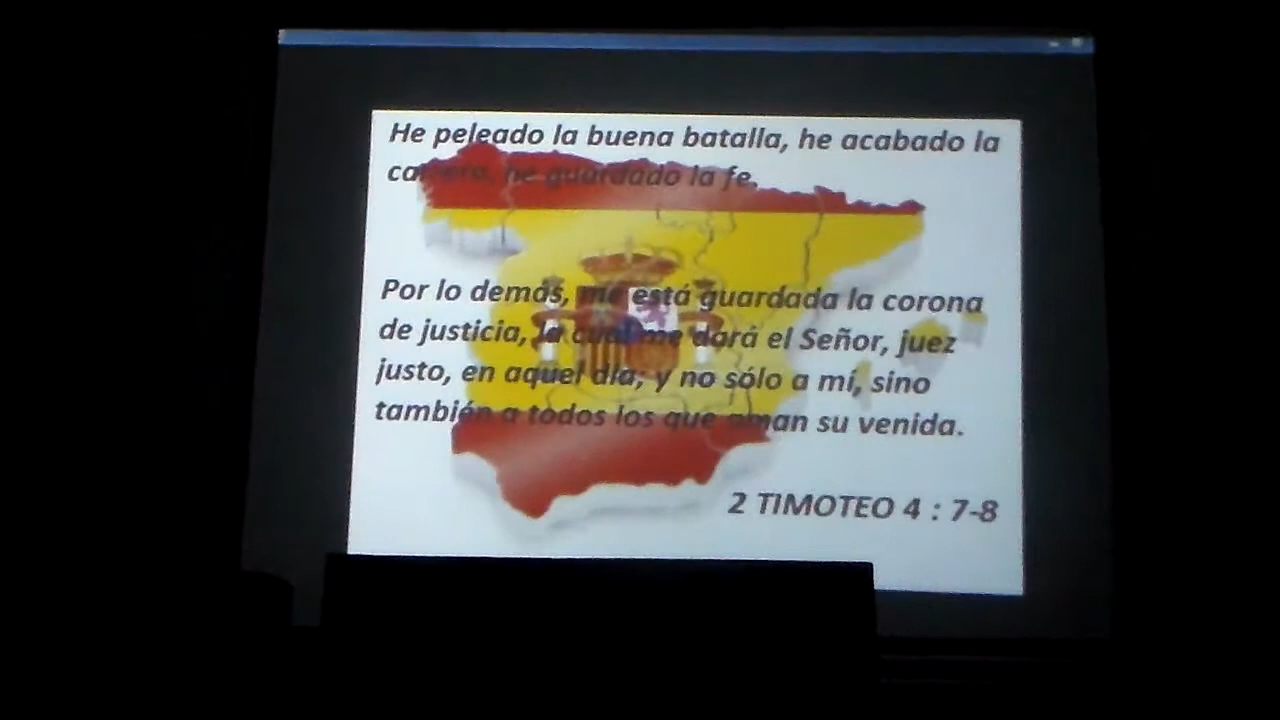 He peleado la buena batalla, he acabado la
carrera, he guardado la fe.
Por lo demás, me está guardada la corona
de justicia, la cual me dará el Señor, juez
justo, en aquel día; y no sólo a mí, sino
también a todos los que aman su venida.
2 TIMOTEO 4 : 7-8